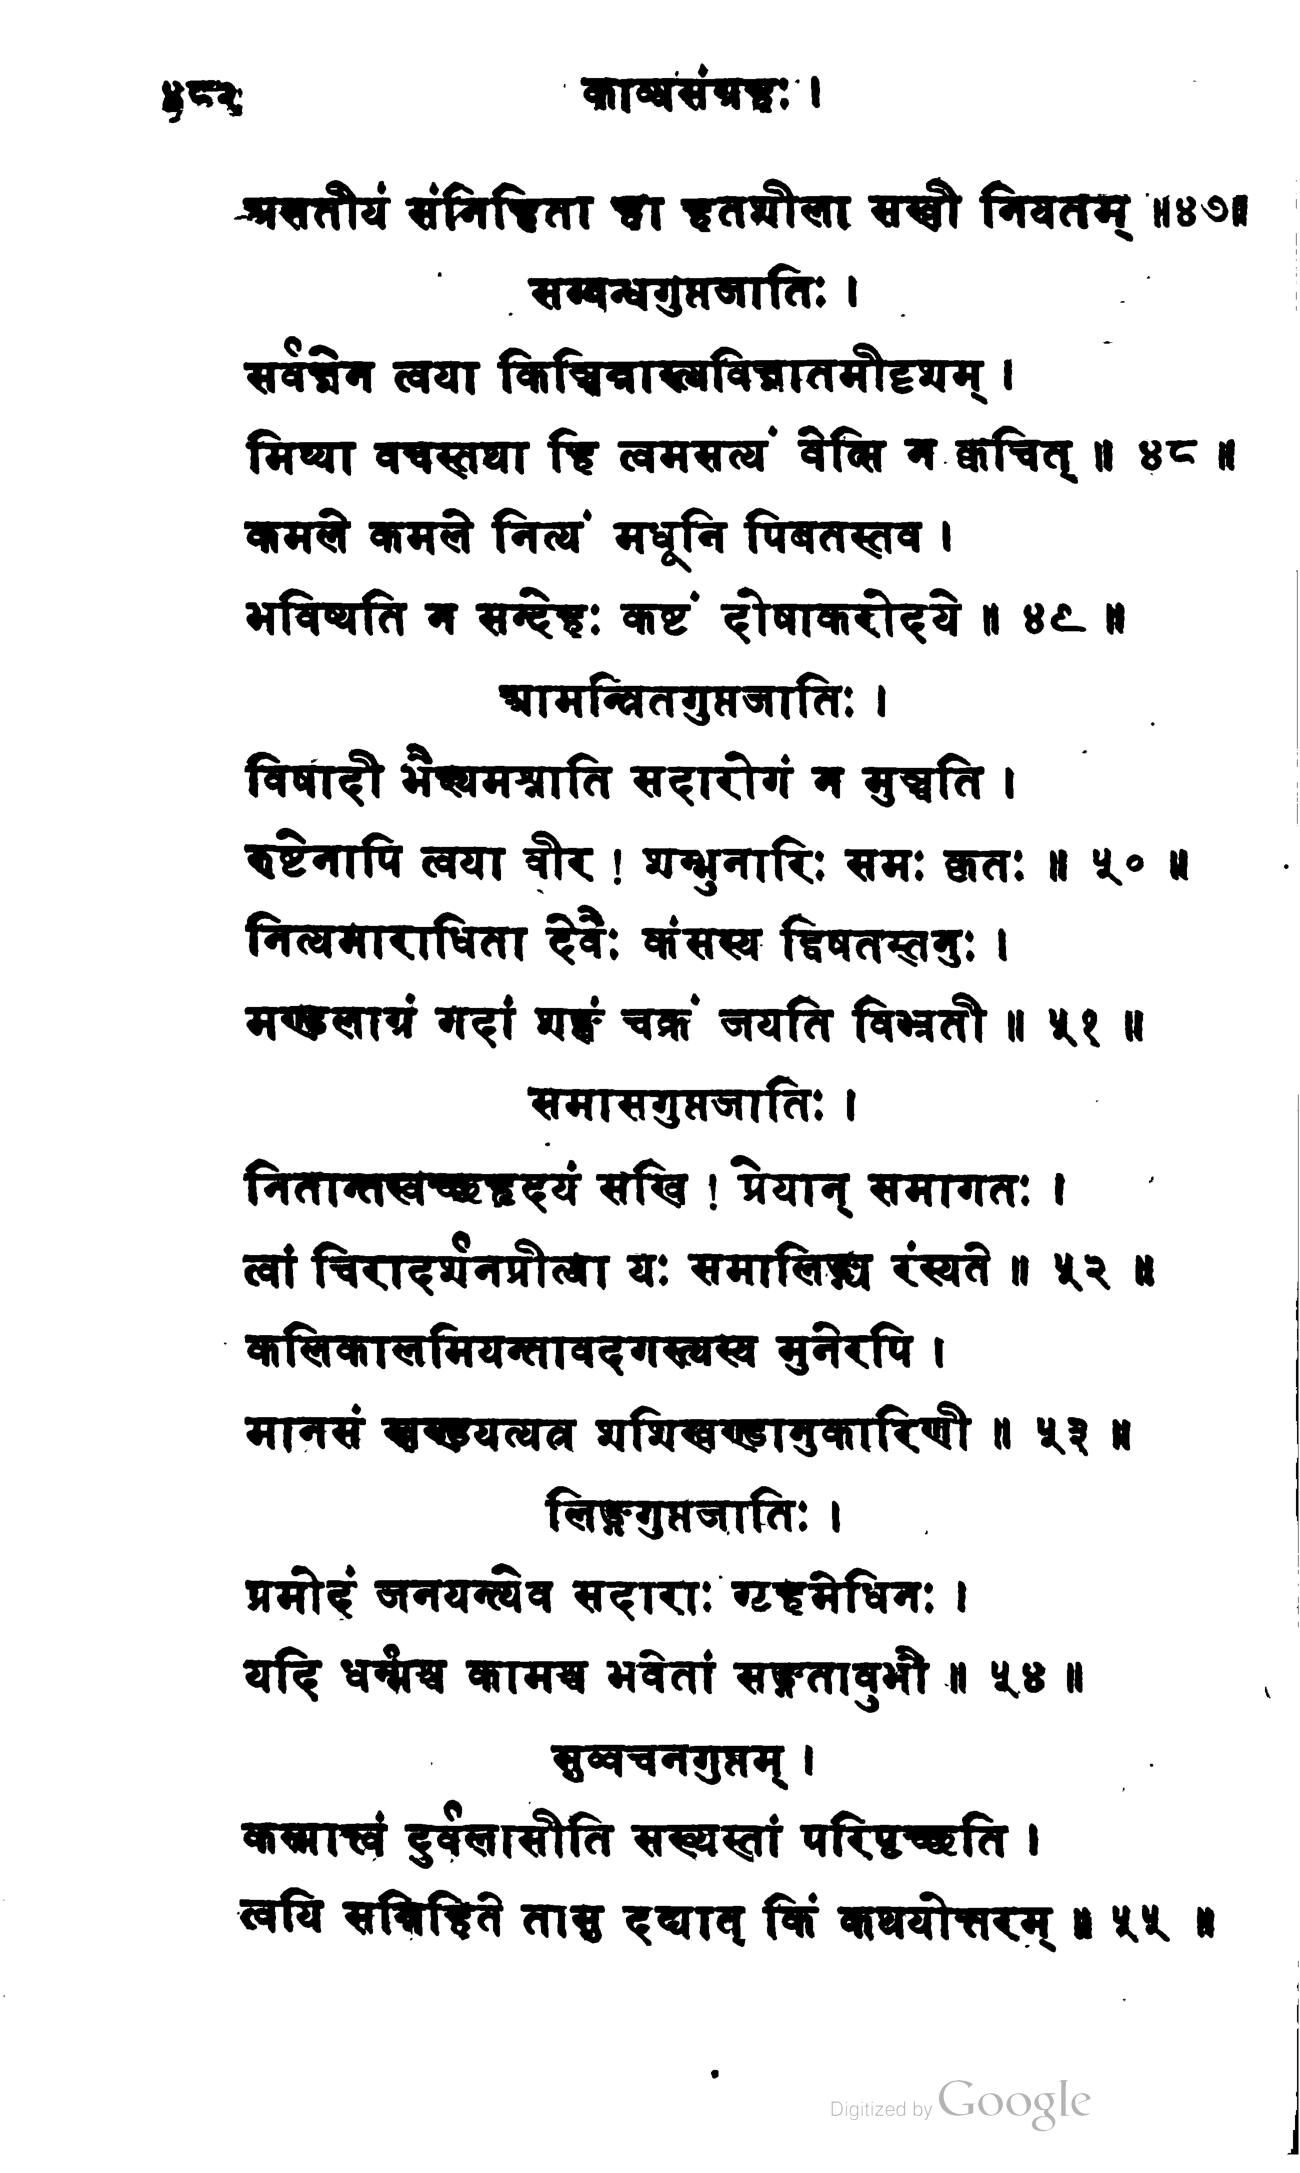 ४८२
काव्यसंग्रहः ।
असतीयं संनिहिता हा हतशीला सखी नियतम् ॥४७॥
सम्बन्धगुप्तजातिः ।
सर्वज्ञेन त्वया किञ्चिन्नास्त्यविज्ञातमीदृशम् ।
मिथ्या वचस्तथा हि त्वमसत्यं वेत्सि न क्वचित् ॥ ४८ ॥
कमले कमले नित्यं मधूनि पिबतस्तव ।
भविष्यति न सन्देहः कष्टं दोषाकरोदये ॥ ४९ ॥
आमन्त्रितगुप्तजातिः ।
विषादी भैक्ष्यमश्नाति सदारोगं न मुञ्चति ।
रुष्टेनापि त्वया वीर ! शम्भुनारिः समः कृतः ॥ ५० ॥
नित्यमाराधिता देवैः कंसस्य द्विषतस्तनुः ।
मण्डलाग्रं गदां शङ्खं चक्रं जयति विभ्रती ॥ ५१ ॥
समासगुप्तजातिः ।
नितान्तस्वच्छहृदयं सखि ! प्रेयान् समागतः ।
त्वां चिरादर्शनप्रीत्या यः समालिङ्ग्य रंस्यते ॥ ५२ ॥
कलिकालमियन्तावदगस्त्यस्य मुनेरपि ।
मानसं खण्डयत्यत्र शशिखण्डानुकारिणी ॥ ५३ ॥
लिङ्गगुप्तजातिः ।
प्रमोदं जनयन्त्येव सदाराः गृहमेधिनः ।
यदि धर्म्मश्च कामश्च भवेतां सङ्गतावुभौ ॥ ५४ ॥
सुव्वचनगुप्तम् ।
कस्मात्त्वं दुर्बलासीति सख्यस्तां परिपृच्छति ।
त्वयि सन्निहिते तासु दद्यात् किं कथयोत्तरम् ॥ ५५ ॥
Digitized by Google